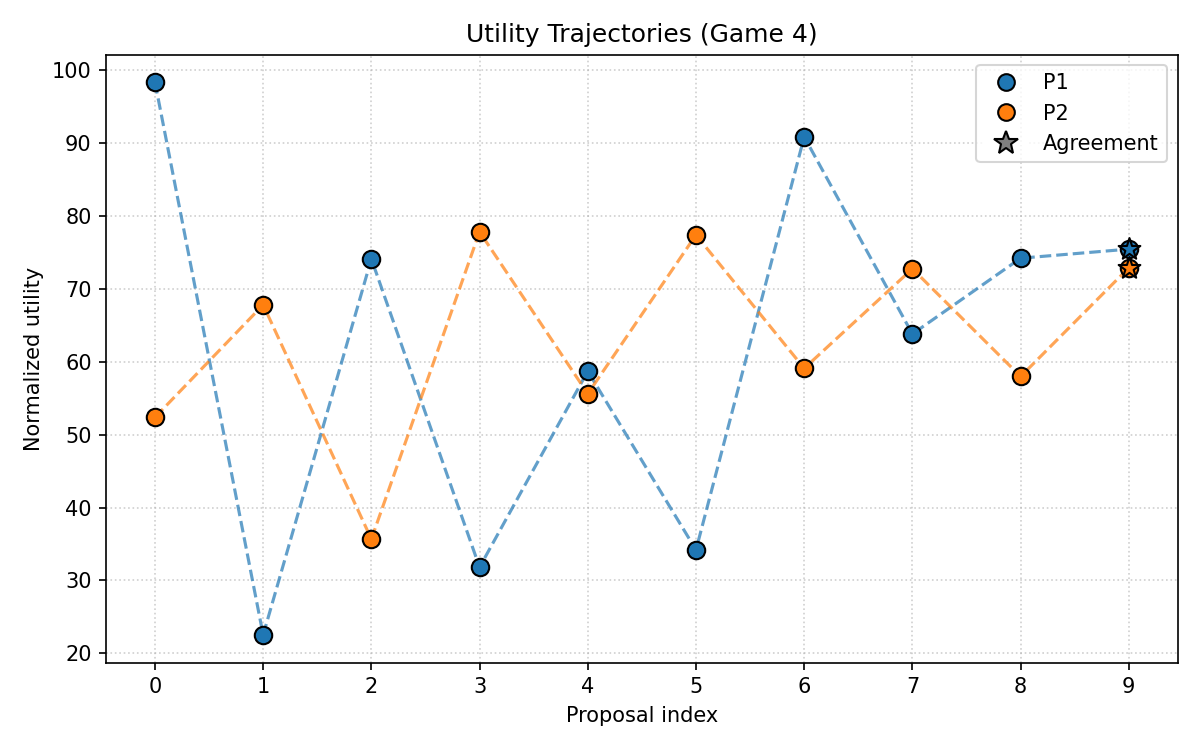 Utility Trajectories (Game 4)
P1
P2
Agreement
Normalized utility
100
90
80
70
60
50
40
30
20
0 1 2 3 4 5 6 7 8 9
Proposal index